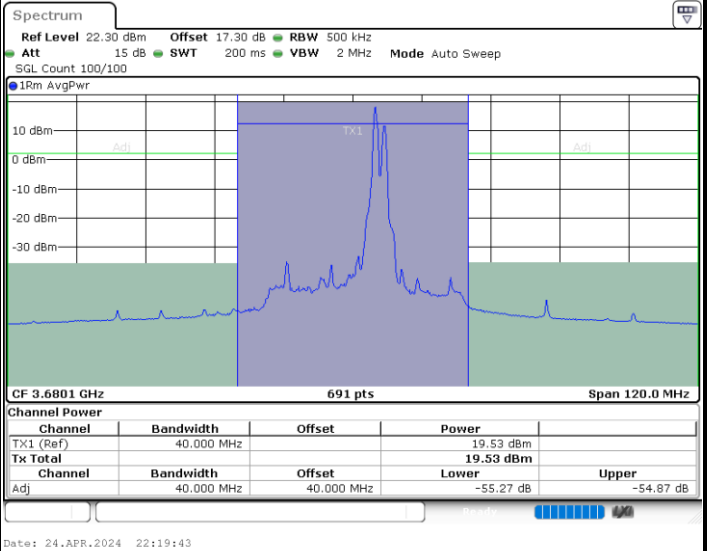 Spectrum
Ref Level 22.30 dBm Offset 17.30 dB RBW 500 kHz
Att 15 dB SWT 200 ms VBW 2 MHz Mode Auto Sweep
SGL Count 100/100
1Rm AvgPwr
10 dBm
TX1
Adj Adj
0 dBm
-10 dBm
-20 dBm
-30 dBm
CF 3.6801 GHz 691 pts Span 120.0 MHz
Channel Power
Channel Bandwidth Offset Power
TX1 (Ref) 40.000 MHz 19.53 dBm
Tx Total 19.53 dBm
Channel Bandwidth Offset Lower Upper
Adj 40.000 MHz 40.000 MHz -55.27 dB -54.87 dB
Ready
Date: 24.APR.2024 22:19:43